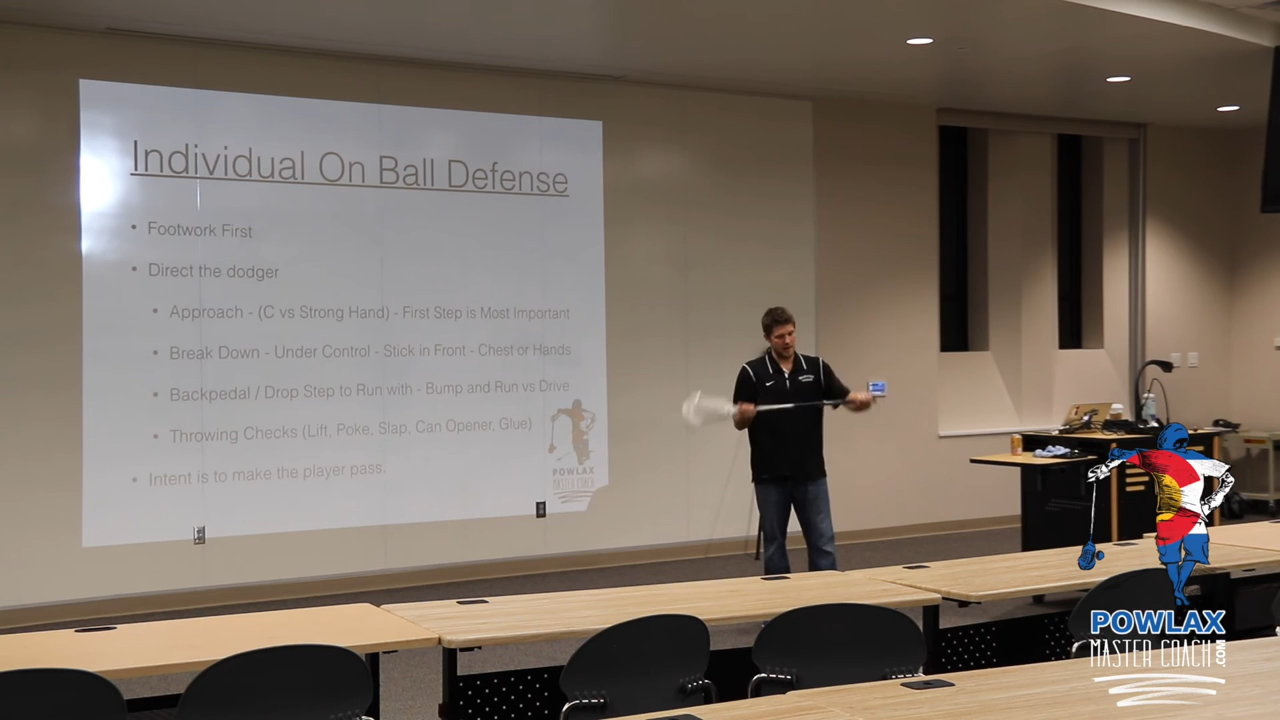 Individual On Ball Defense
• Footwork First
• Direct the dodger
• Approach - (C vs Strong Hand) - First Step is Most Important
• Break Down - Under Control - Stick in Front - Chest or Hands
• Backpedal / Drop Step to Run with - Bump and Run vs Drive
• Throwing Checks (Lift, Poke, Slap, Can Opener, Glue)
• Intent is to make the player pass.
POWLAX
MASTER COACH
POWLAX
MASTER COACH.COM